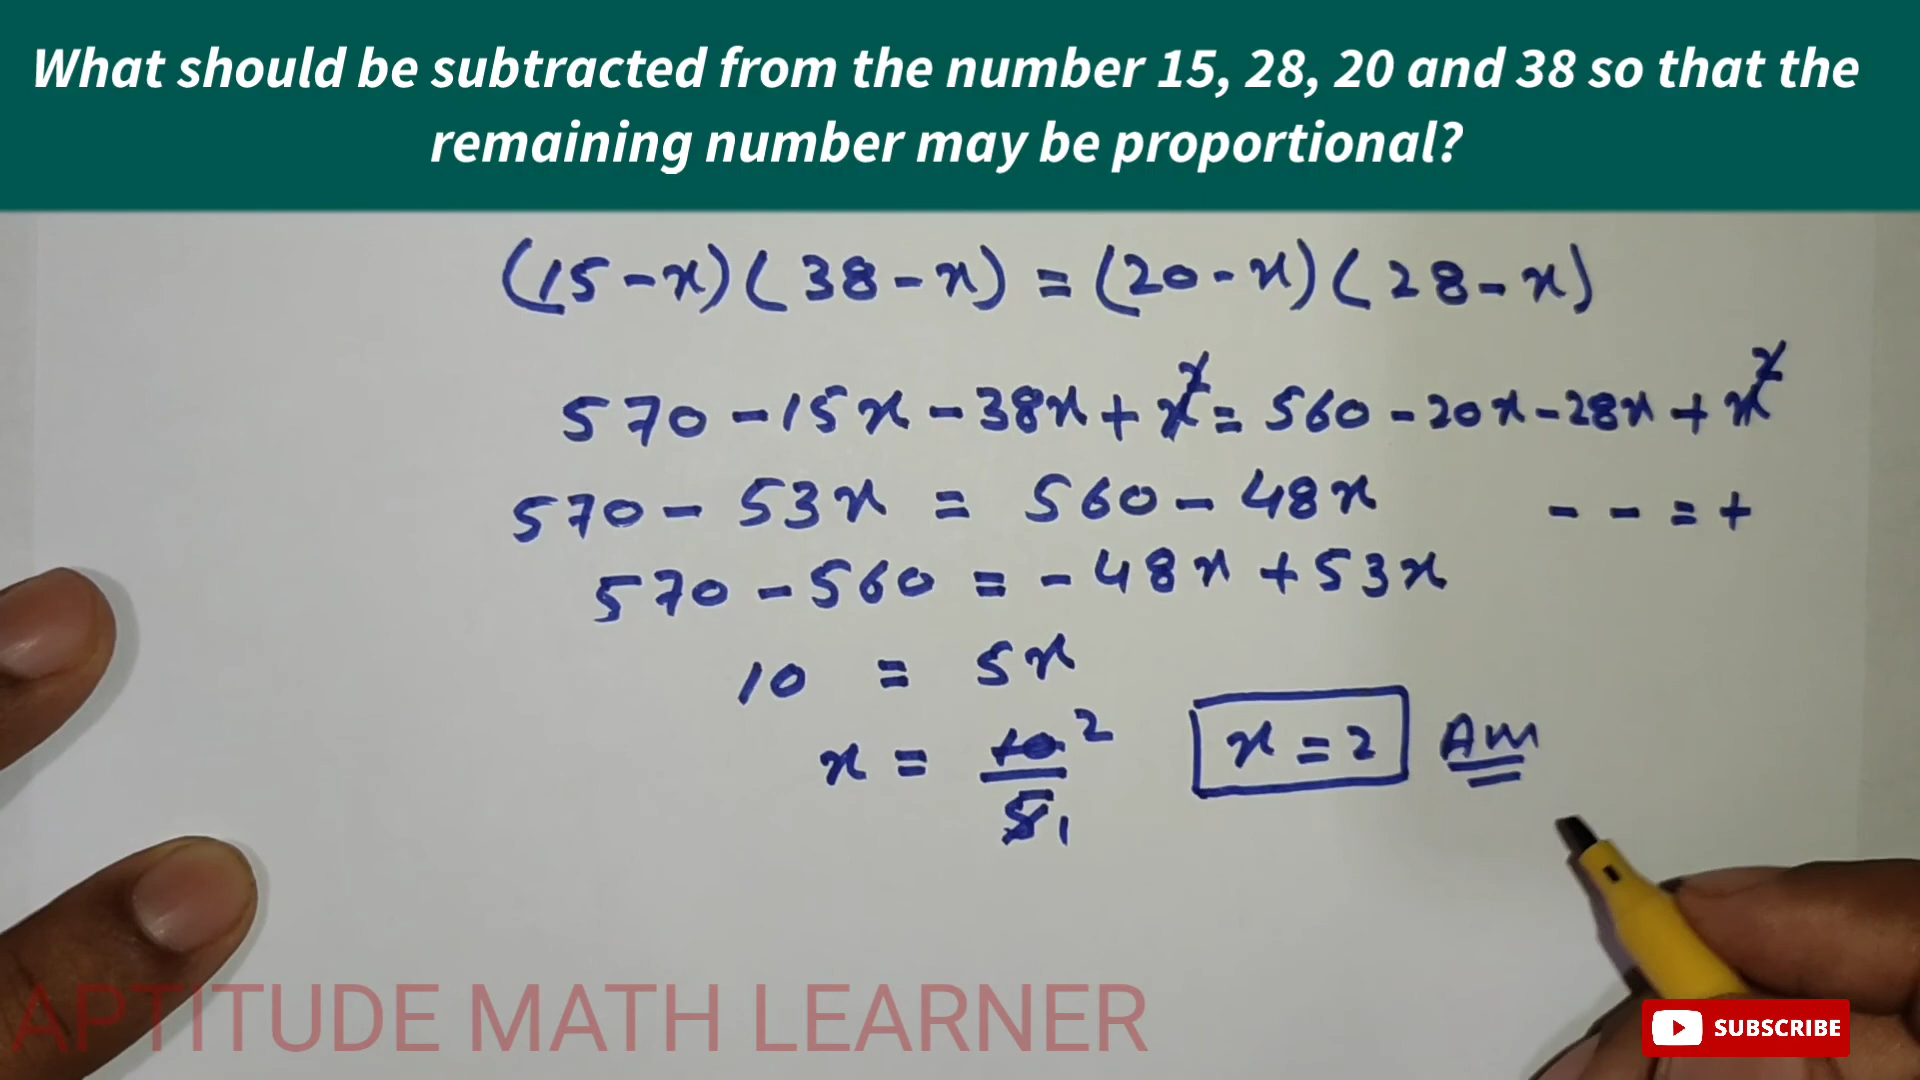 What should be subtracted from the number 15, 28, 20 and 38 so that the
remaining number may be proportional?
(15-x)(38-x) = (20-x)(28-x)
570 - 15x - 38x + x² = 560 - 20x - 28x + x²
570 - 53x = 560 - 48x - - = +
570 - 560 = - 48x + 53x
10 = 5x
x = 10/5 2 1 x = 2 Ans
APTITUDE MATH LEARNER
SUBSCRIBE